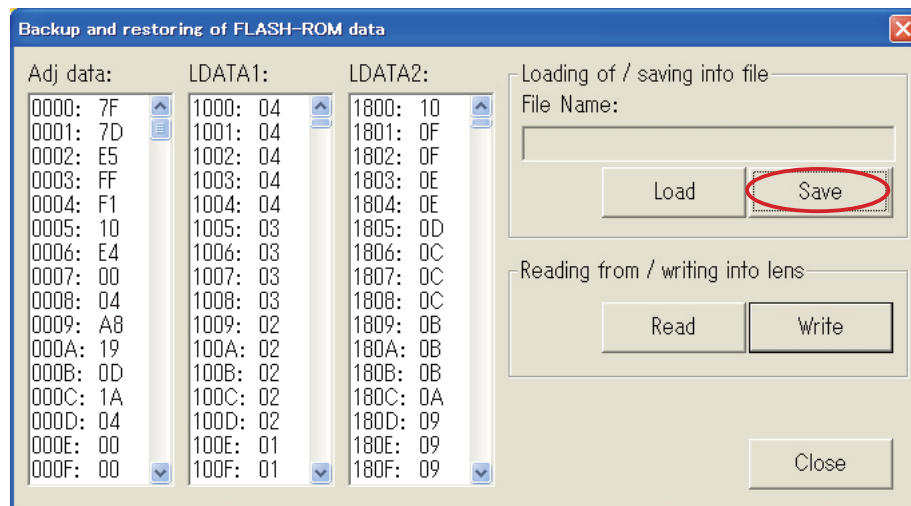 Backup and restoring of FLASH-ROM data
Adj data:
0000: 7F
0001: 7D
0002: E5
0003: FF
0004: F1
0005: 10
0006: E4
0007: 00
0008: 04
0009: A8
000A: 19
000B: 0D
000C: 1A
000D: 04
000E: 00
000F: 00
LDATA1:
1000: 04
1001: 04
1002: 04
1003: 04
1004: 04
1005: 03
1006: 03
1007: 03
1008: 03
1009: 02
100A: 02
100B: 02
100C: 02
100D: 02
100E: 01
100F: 01
LDATA2:
1800: 10
1801: 0F
1802: 0F
1803: 0E
1804: 0E
1805: 0D
1806: 0C
1807: 0C
1808: 0C
1809: 0B
180A: 0B
180B: 0B
180C: 0A
180D: 09
180E: 09
180F: 09
Loading of / saving into file
File Name:
Load
Save
Reading from / writing into lens
Read
Write
Close